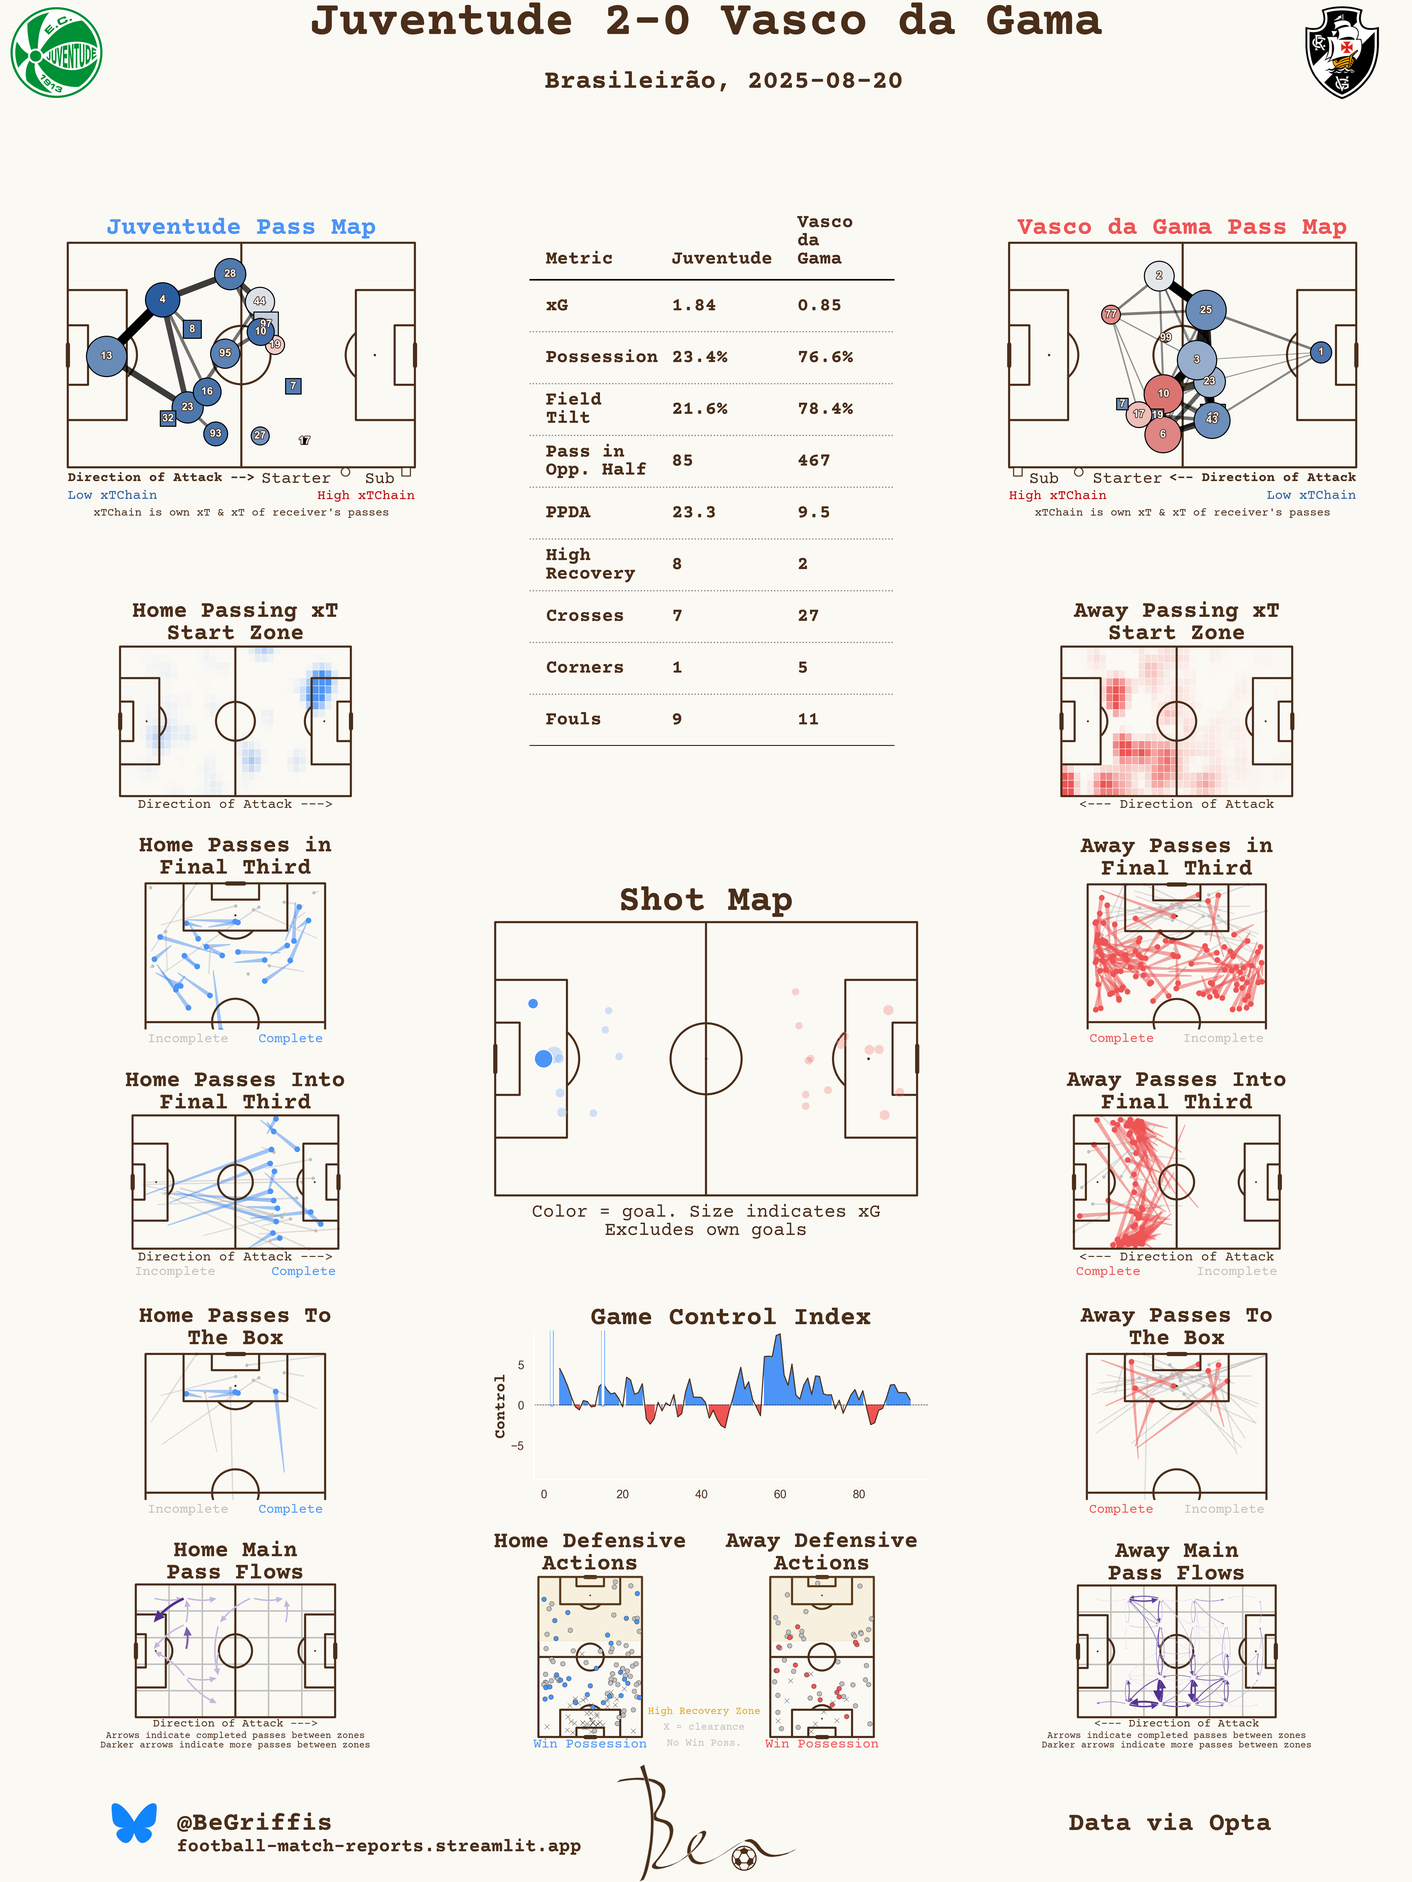 Juventude 2-0 Vasco da Gama
Brasileirão, 2025-08-20
E.C.
JUVENTUDE
1913
Juventude Pass Map
13
4
28
44
97
10
19
8
95
16
23
32
93
27
7
17
Direction of Attack --> Starter Sub
Low xTChain High xTChain
xTChain is own xT & xT of receiver's passes
Metric Juventude Vasco da Gama
xG 1.84 0.85
Possession 23.4% 76.6%
Field Tilt 21.6% 78.4%
Pass in Opp. Half 85 467
PPDA 23.3 9.5
High Recovery 8 2
Crosses 7 27
Corners 1 5
Fouls 9 11
Vasco da Gama Pass Map
2
77
25
99
3
1
23
10
7
17
19
43
6
Sub Starter <-- Direction of Attack
High xTChain Low xTChain
xTChain is own xT & xT of receiver's passes
Home Passing xT
Start Zone
Direction of Attack --->
Away Passing xT
Start Zone
<--- Direction of Attack
Home Passes in
Final Third
Incomplete Complete
Away Passes in
Final Third
Complete Incomplete
Shot Map
Color = goal. Size indicates xG
Excludes own goals
Home Passes Into
Final Third
Direction of Attack --->
Incomplete Complete
Away Passes Into
Final Third
<--- Direction of Attack
Complete Incomplete
Home Passes To
The Box
Incomplete Complete
Game Control Index
Control
5
0
−5
0 20 40 60 80
Away Passes To
The Box
Complete Incomplete
Home Main
Pass Flows
Direction of Attack --->
Arrows indicate completed passes between zones
Darker arrows indicate more passes between zones
Home Defensive
Actions
Win Possession
High Recovery Zone
X = clearance
No Win Poss.
Away Defensive
Actions
Win Possession
Away Main
Pass Flows
<--- Direction of Attack
Arrows indicate completed passes between zones
Darker arrows indicate more passes between zones
@BeGriffis
football-match-reports.streamlit.app
Ben
Data via Opta